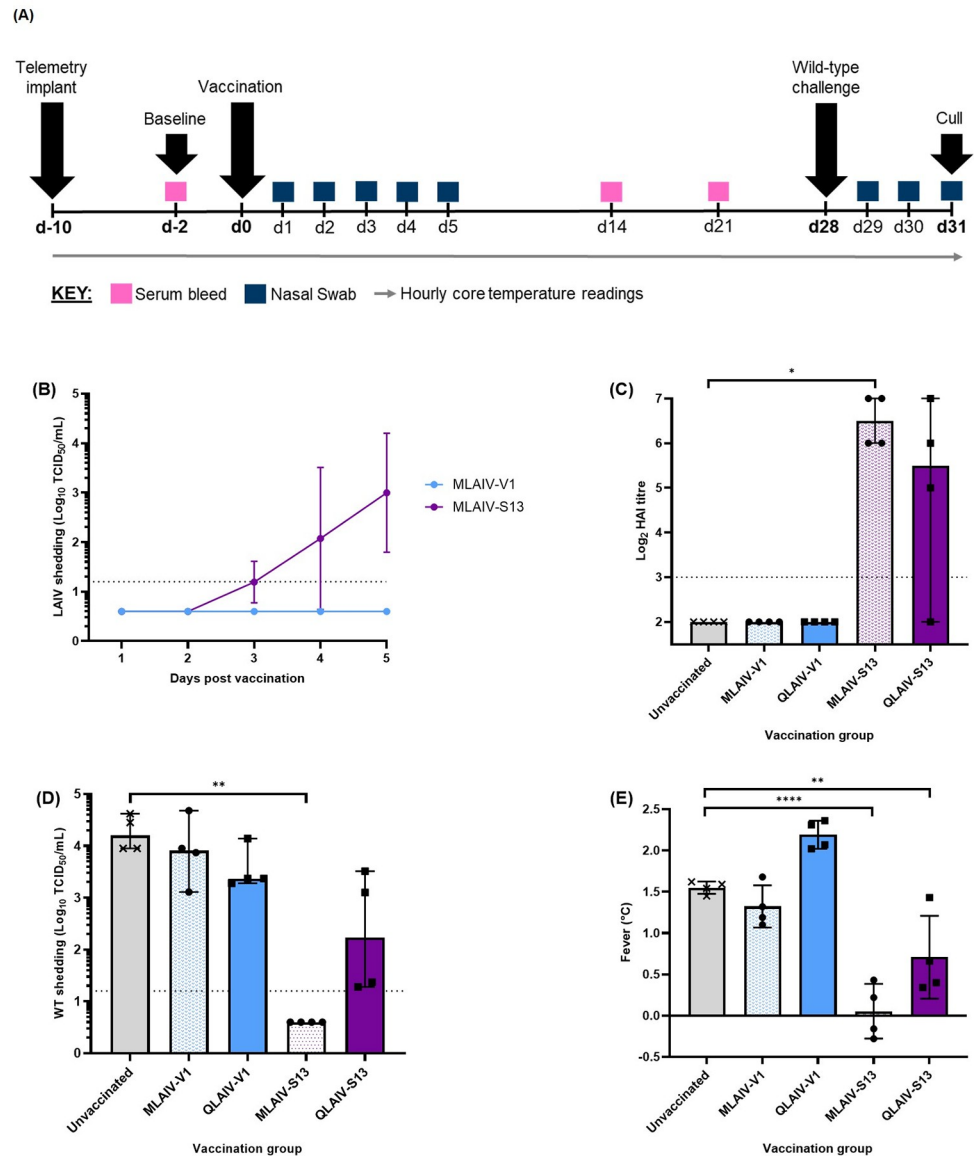 (A)
Telemetry
implant
Baseline
Vaccination
Wild-type
challenge
Cull
d-10 d-2 d0 d1 d2 d3 d4 d5 d14 d21 d28 d29 d30 d31
KEY: Serum bleed Nasal Swab Hourly core temperature readings
(B)
LAIV shedding (Log10 TCID50/mL)
5
4
3
2
1
0
1 2 3 4 5
Days post vaccination
MLAIV-V1
MLAIV-S13
(C)
*
Log2 HAI titre
7
6
5
4
3
2
Unvaccinated
MLAIV-V1
QLAIV-V1
MLAIV-S13
QLAIV-S13
Vaccination group
(D)
**
WT shedding (Log10 TCID50/mL)
5
4
3
2
1
0
Unvaccinated
MLAIV-V1
QLAIV-V1
MLAIV-S13
QLAIV-S13
Vaccination group
(E)
**
****
Fever (°C)
2.5
2.0
1.5
1.0
0.5
0.0
-0.5
Unvaccinated
MLAIV-V1
QLAIV-V1
MLAIV-S13
QLAIV-S13
Vaccination group